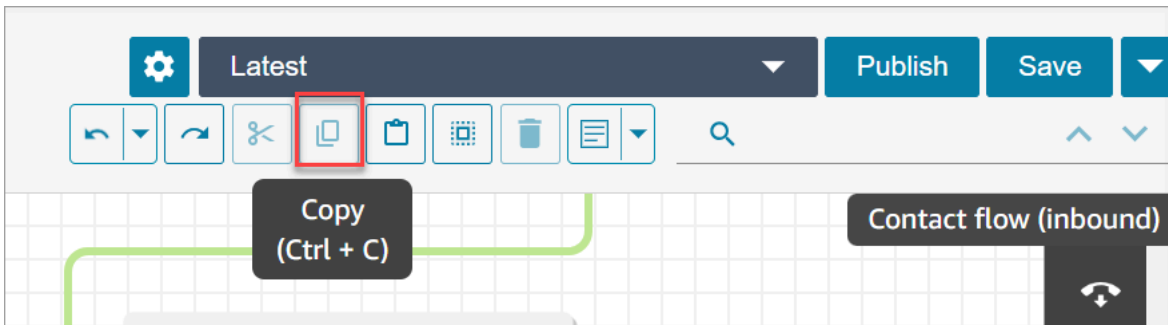 Latest
Publish
Save
Copy
(Ctrl + C)
Contact flow (inbound)